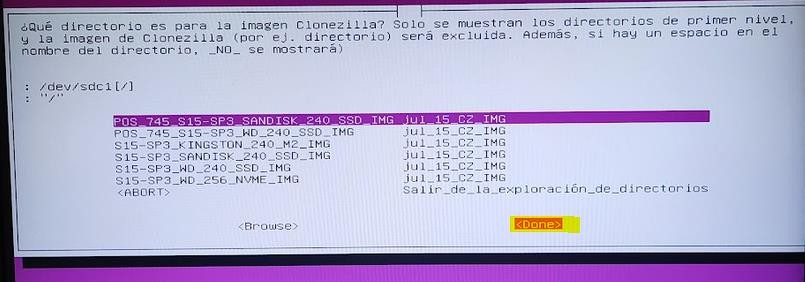 ¿Qué directorio es para la imagen Clonezilla? Solo se muestran los directorios de primer nivel,
y la imagen de Clonezilla (por ej. directorio) será excluida. Además, si hay un espacio en el
nombre del directorio, _NO_ se mostrará)
: /dev/sdc1[/]
: "/"
POS_745_S15-SP3_SANDISK_240_SSD_IMG jul_15_CZ_IMG
POS_745_S15-SP3_WD_240_SSD_IMG jul_15_CZ_IMG
S15-SP3_KINGSTON_240_M2_IMG jul_15_CZ_IMG
S15-SP3_SANDISK_240_SSD_IMG jul_15_CZ_IMG
S15-SP3_WD_240_SSD_IMG jul_15_CZ_IMG
S15-SP3_WD_256_NVME_IMG jul_15_CZ_IMG
<ABORT> Salir_de_la_exploración_de_directorios
<Browse> <Done>